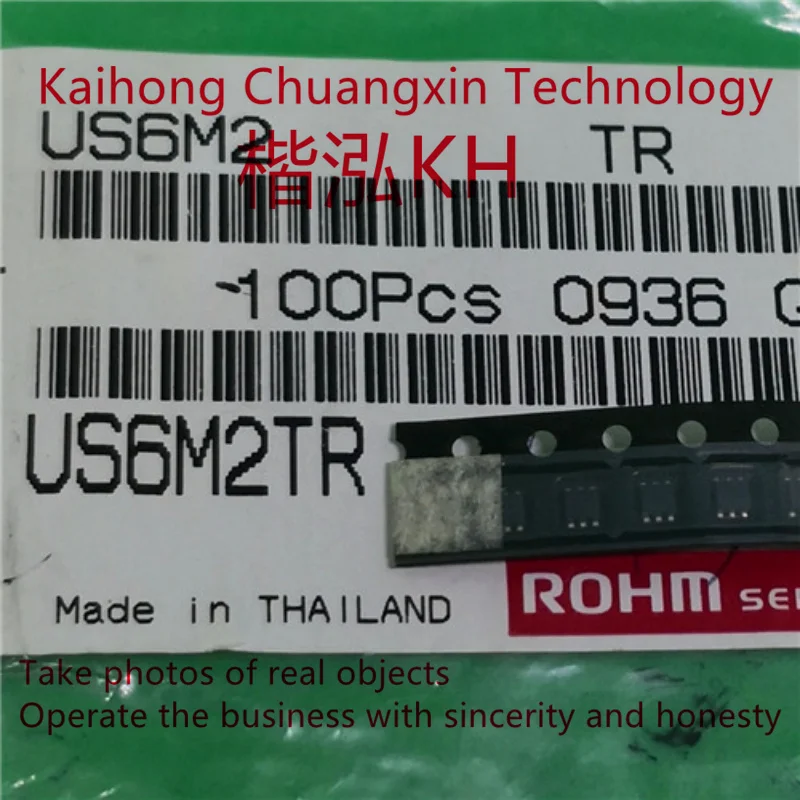 Kaihong Chuangxin Technology
US6M2 TR
楷泓KH
100Pcs 0936 G
US6M2TR
ROHM SE
Made in THAILAND
Take photos of real objects
Operate the business with sincerity and honesty